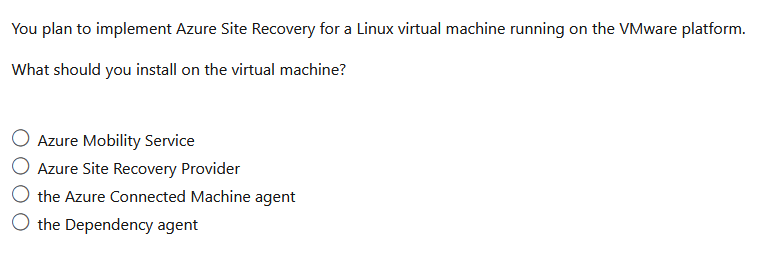 You plan to implement Azure Site Recovery for a Linux virtual machine running on the VMware platform.
What should you install on the virtual machine?
Azure Mobility Service
Azure Site Recovery Provider
the Azure Connected Machine agent
the Dependency agent